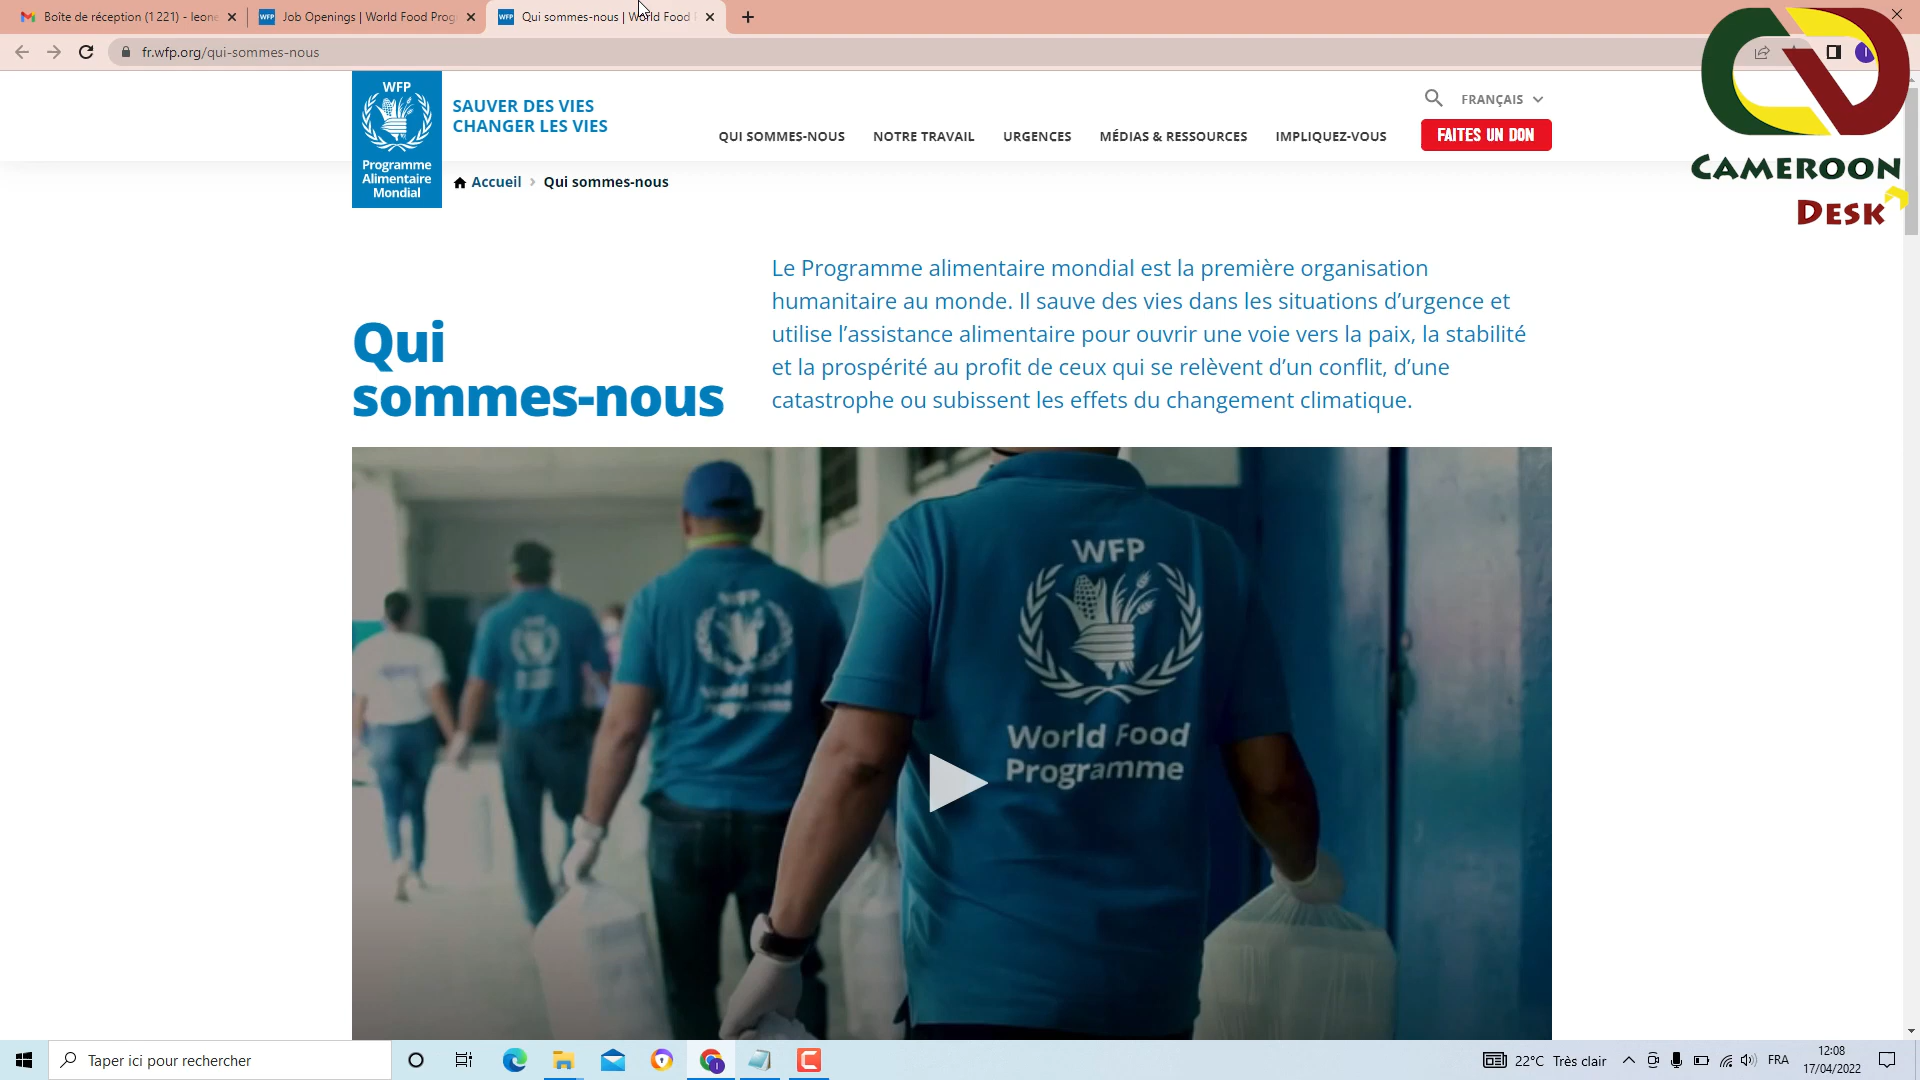 Boîte de réception (1 221) - leone
Job Openings | World Food Prog
Qui sommes-nous | World Food
fr.wfp.org/qui-sommes-nous
WFP
Programme
Alimentaire
Mondial
SAUVER DES VIES
CHANGER LES VIES
FRANÇAIS
QUI SOMMES-NOUS NOTRE TRAVAIL URGENCES MÉDIAS & RESSOURCES IMPLIQUEZ-VOUS FAITES UN DON
CAMEROON
DESK
Accueil > Qui sommes-nous
Le Programme alimentaire mondial est la première organisation
humanitaire au monde. Il sauve des vies dans les situations d’urgence et
utilise l’assistance alimentaire pour ouvrir une voie vers la paix, la stabilité
et la prospérité au profit de ceux qui se relèvent d’un conflit, d’une
catastrophe ou subissent les effets du changement climatique.
Qui
sommes-nous
WFP
World Food
Programme
World Food
Programme
Taper ici pour rechercher
22°C Très clair
FRA
12:08
17/04/2022